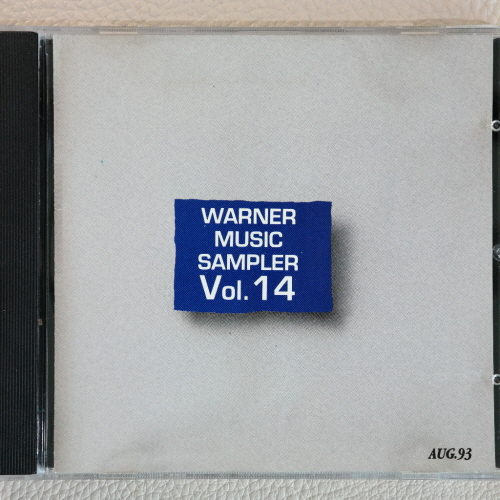 WARNER
MUSIC
SAMPLER
Vol. 14
AUG.93